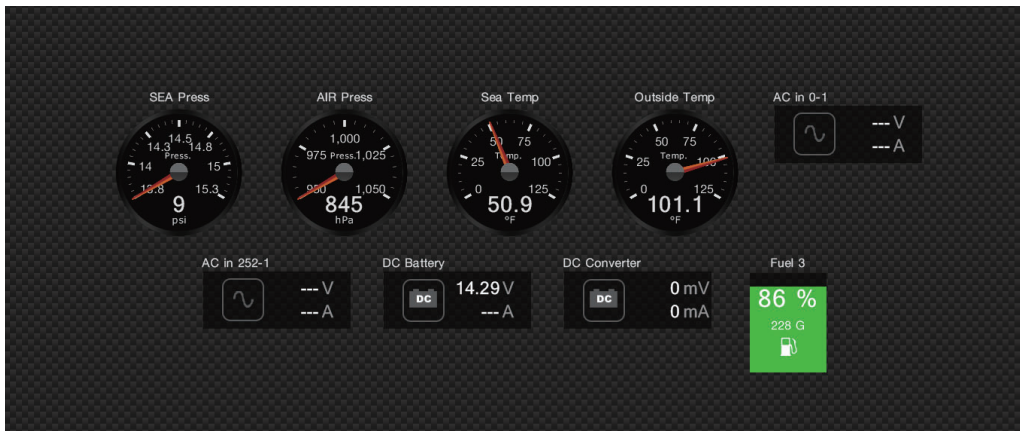 SEA Press
14.5
14.3 14.8
Press.
14 15
13.8 15.3
9
psi
AIR Press
1,000
975 Press. 1,025
950 1,050
845
hPa
Sea Temp
50 75
Temp.
25 100
0 125
50.9
°F
Outside Temp
50 75
Temp.
25 100
0 125
101.1
°F
AC in 0-1
--- V
--- A
AC in 252-1
--- V
--- A
DC Battery
DC
14.29 V
--- A
DC Converter
DC
0 mV
0 mA
Fuel 3
86 %
228 G